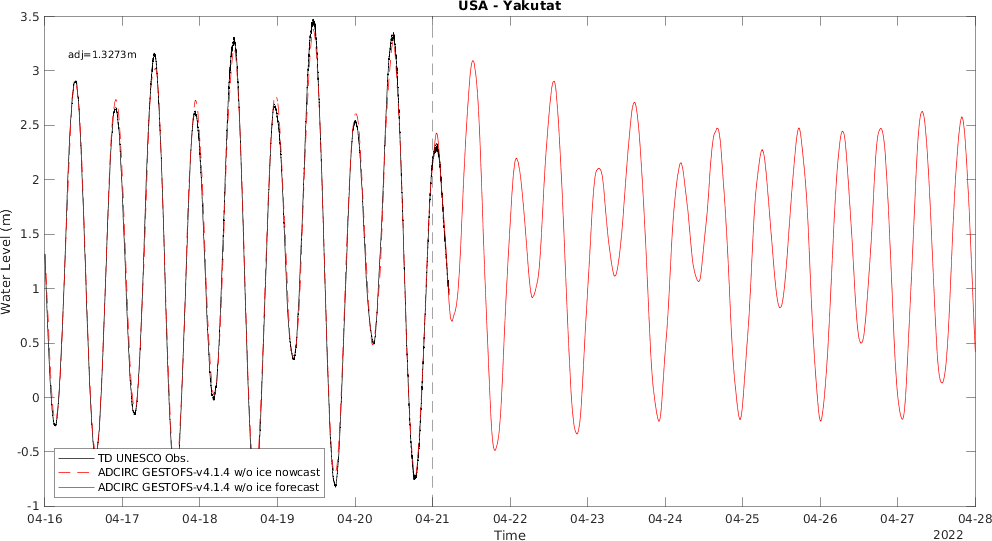 USA - Yakutat
adj=1.3273m
Water Level (m)
3.5
3
2.5
2
1.5
1
0.5
0
-0.5
-1
TD UNESCO Obs.
ADCIRC GESTOFS-v4.1.4 w/o ice nowcast
ADCIRC GESTOFS-v4.1.4 w/o ice forecast
04-16 04-17 04-18 04-19 04-20 04-21 04-22 04-23 04-24 04-25 04-26 04-27 04-28
Time
2022